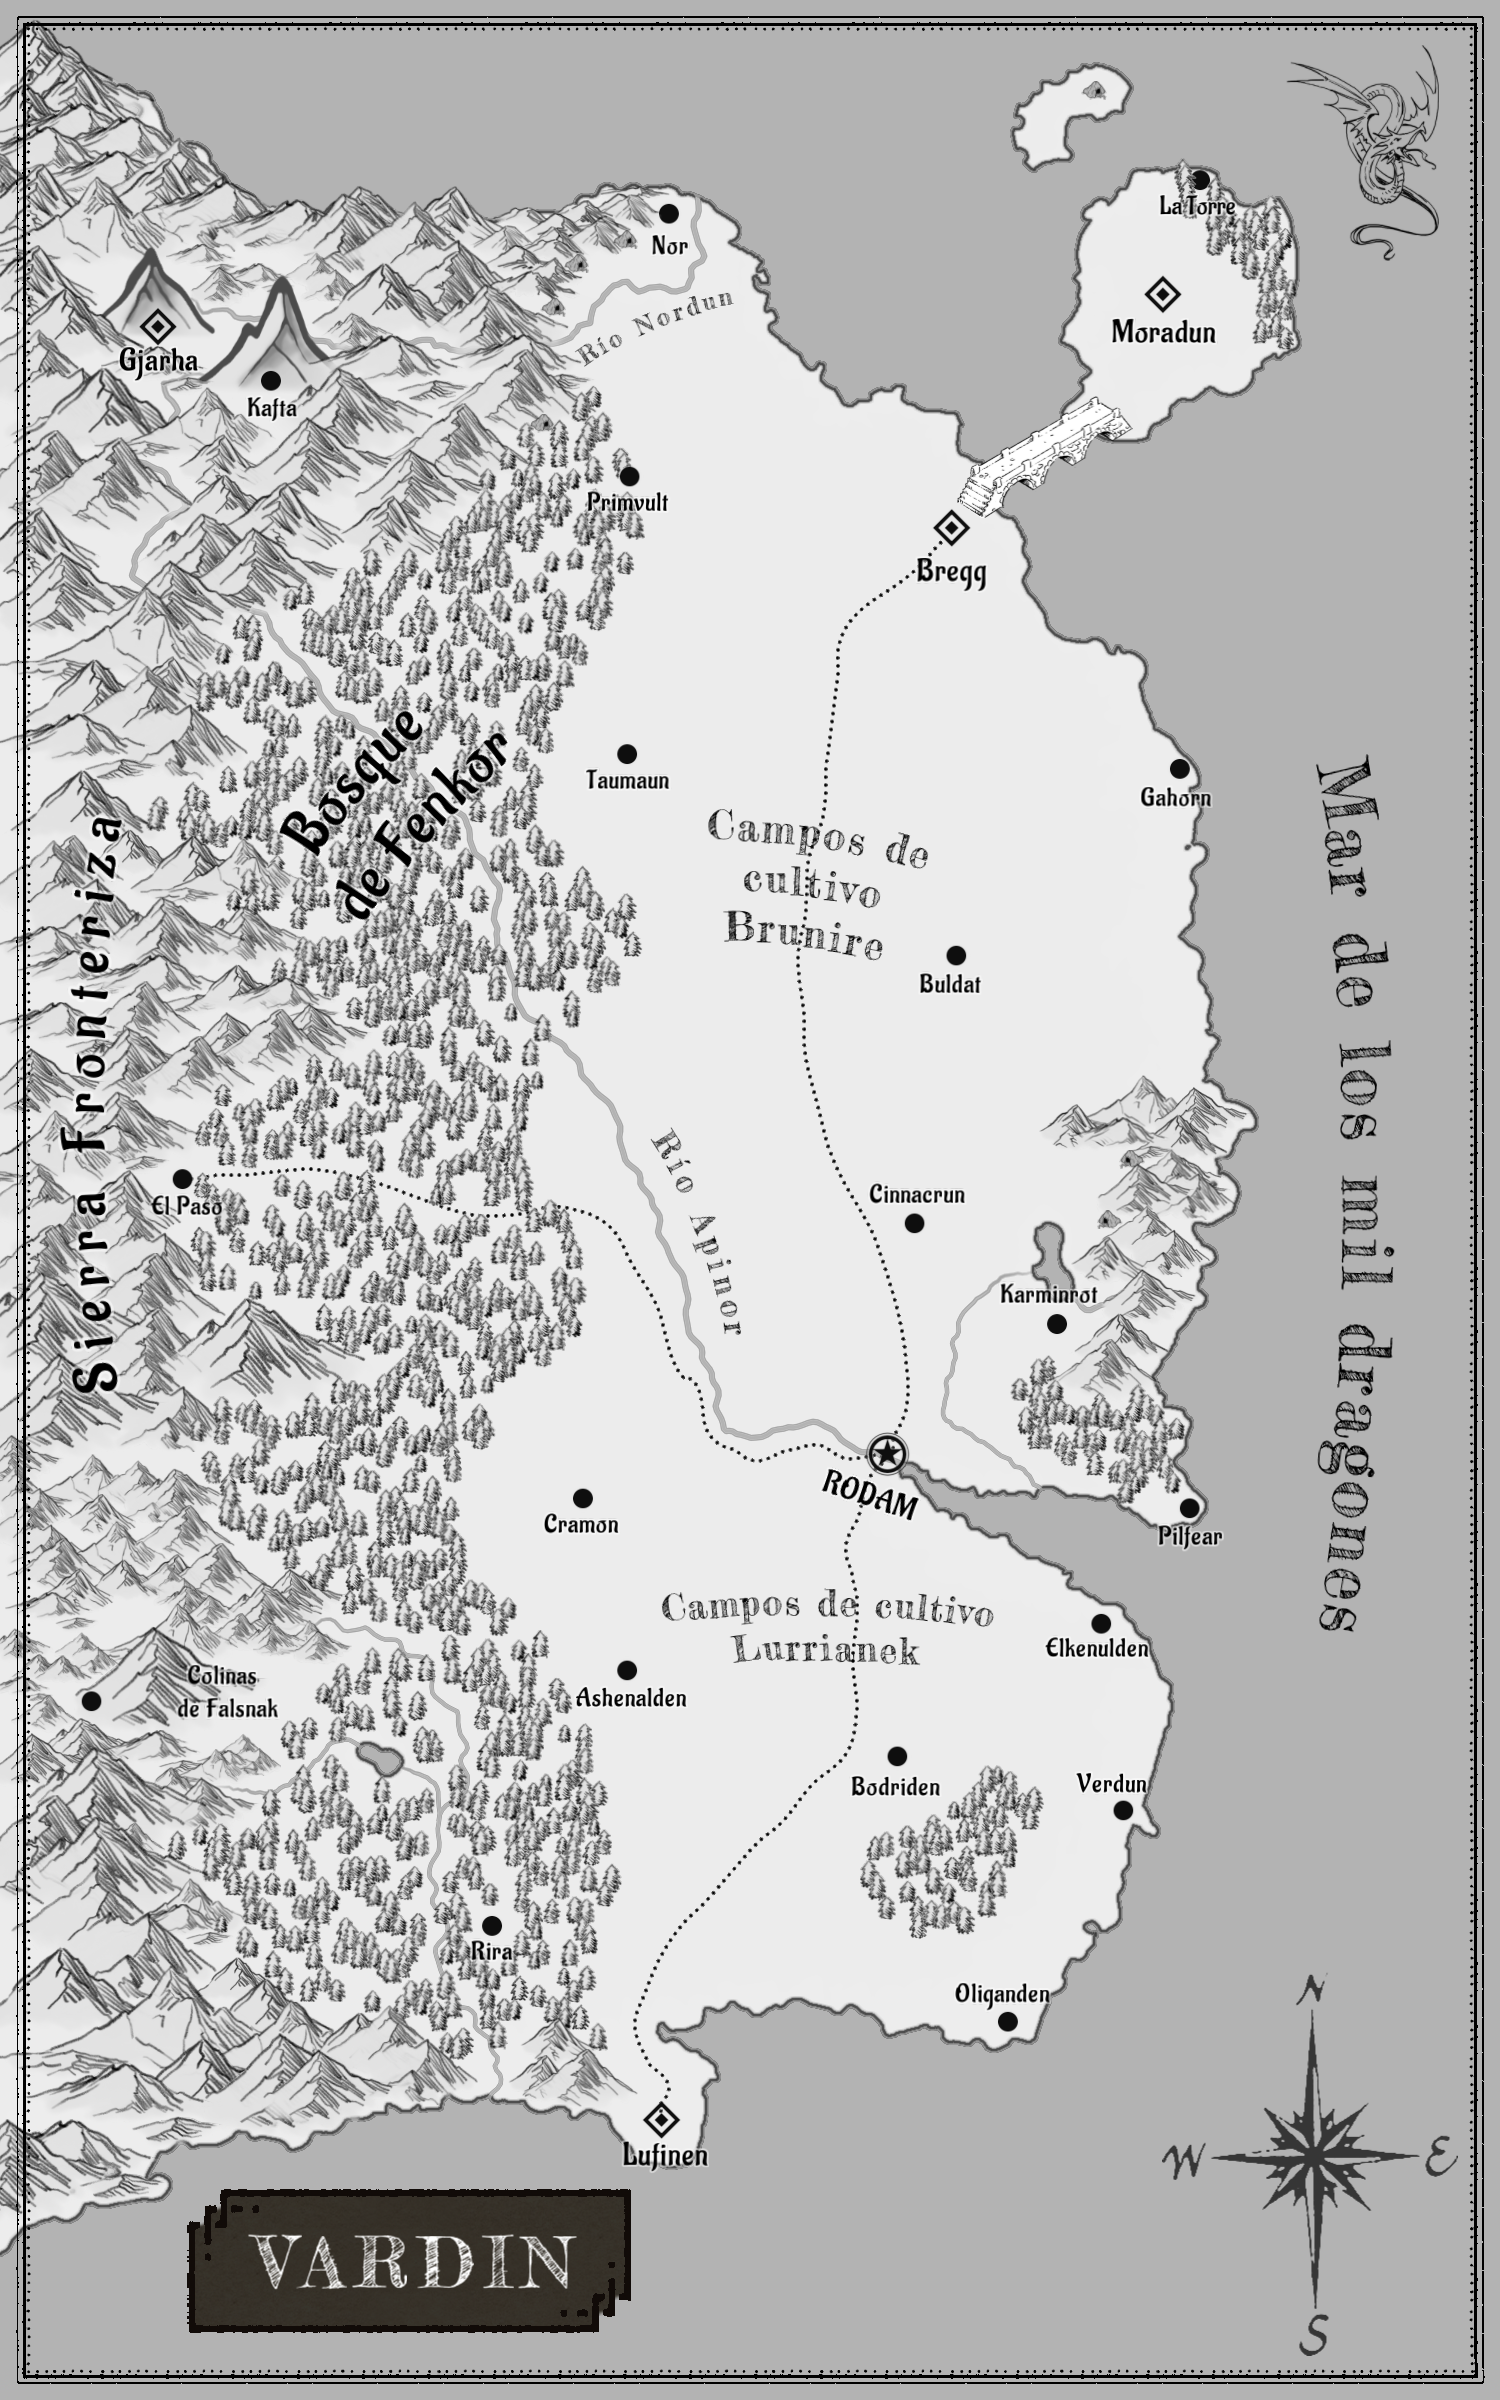 La Torre
Nor
Río Nordun
Moradun
Gjarha
Kafta
Primvult
Bregg
Bosque
de Fenkor
Taumaun
Gahorn
Campos de
cultivo
Brunire
Buldat
Sierra Fronteriza
Mar de los mil dragones
El Paso
Río Apinor
Cinnacrun
Karminrot
RODAM
Cramon
Pilfear
Campos de cultivo
Lurrianek
Elkenulden
Colinas
de Falsnak
Ashenalden
Bodriden
Verdun
Rira
Oliganden
Lufinen
N
W
E
S
VARDIN